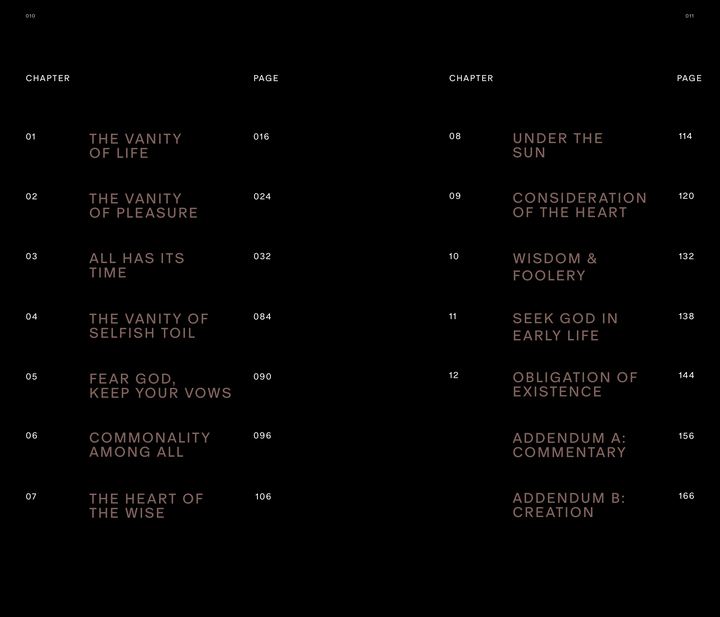 010
011
CHAPTER PAGE
01 THE VANITY 016
OF LIFE
02 THE VANITY 024
OF PLEASURE
03 ALL HAS ITS 032
TIME
04 THE VANITY OF 084
SELFISH TOIL
05 FEAR GOD, 090
KEEP YOUR VOWS
06 COMMONALITY 096
AMONG ALL
07 THE HEART OF 106
THE WISE
CHAPTER PAGE
08 UNDER THE 114
SUN
09 CONSIDERATION 120
OF THE HEART
10 WISDOM & 132
FOOLERY
11 SEEK GOD IN 138
EARLY LIFE
12 OBLIGATION OF 144
EXISTENCE
ADDENDUM A: 156
COMMENTARY
ADDENDUM B: 166
CREATION